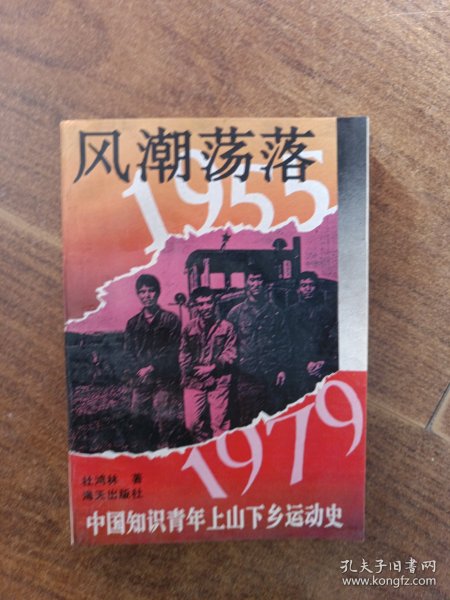 风潮荡落
1955
1979
杜鸿林 著
海天出版社
中国知识青年上山下乡运动史
孔夫子旧书网
www.kongfz.com